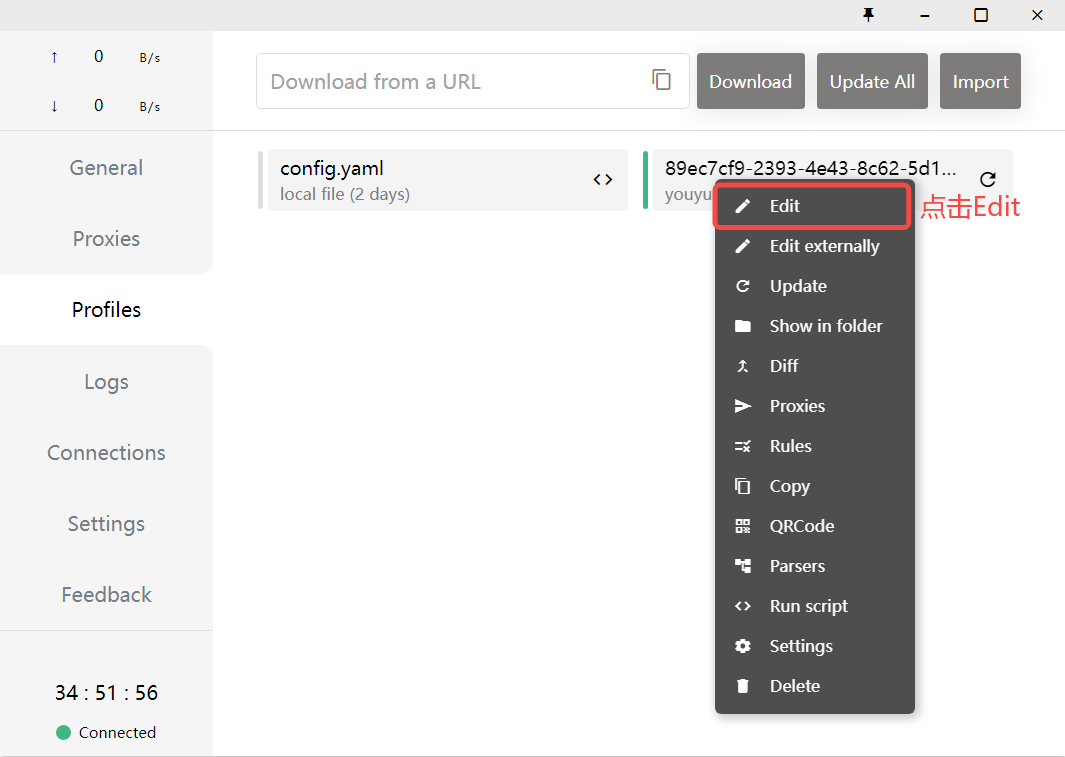 ↑ 0 B/s
↓ 0 B/s
General
Proxies
Profiles
Logs
Connections
Settings
Feedback
34 : 51 : 56
Connected
Download from a URL
Download
Update All
Import
config.yaml
local file (2 days)
89ec7cf9-2393-4e43-8c62-5d1...
youyu
Edit
点击Edit
Edit externally
Update
Show in folder
Diff
Proxies
Rules
Copy
QRCode
Parsers
Run script
Settings
Delete